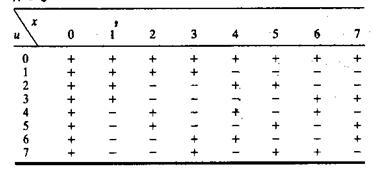 x
u 0 1 2 3 4 5 6 7
0 + + + + + + + +
1 + + + + − − − −
2 + + − − + + − −
3 + + − − − − + +
4 + − + − + − + −
5 + − + − − + − +
6 + − − + + − − +
7 + − − + − + + −